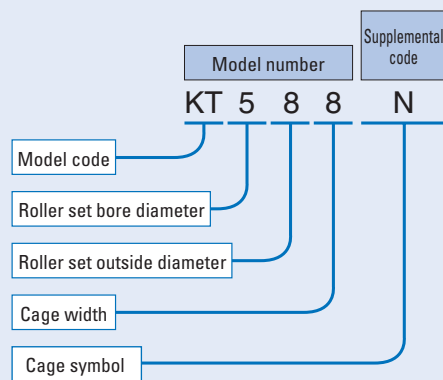 Supplemental
code
Model number
KT 5 8 8 N
Model code
Roller set bore diameter
Roller set outside diameter
Cage width
Cage symbol